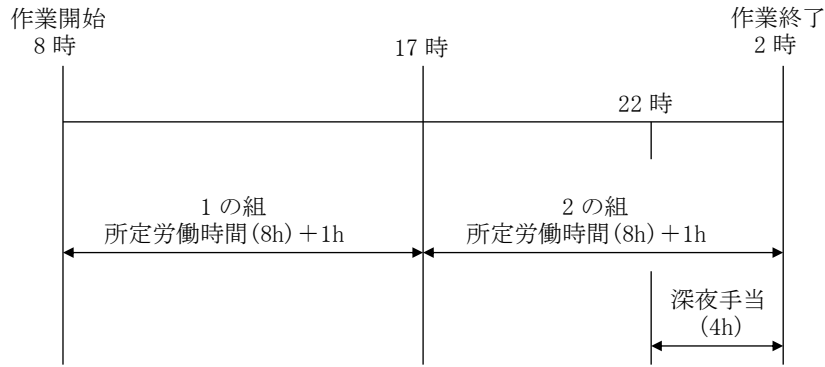 作業開始
8時
17時
作業終了
2時
22時
1の組
所定労働時間(8h)+1h
2の組
所定労働時間(8h)+1h
深夜手当
(4h)